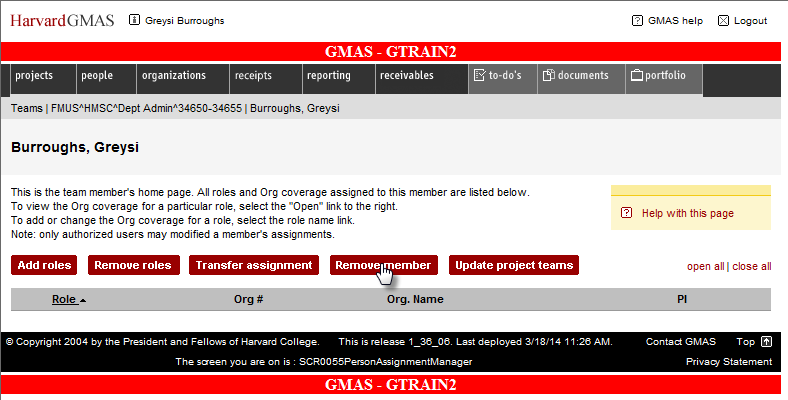 HarvardGMAS Greysi Burroughs GMAS help Logout
GMAS - GTRAIN2
projects people organizations receipts reporting receivables to-do's documents portfolio
Teams | FMUS^HMSC^Dept Admin^34650-34655 | Burroughs, Greysi
Burroughs, Greysi
This is the team member's home page. All roles and Org coverage assigned to this member are listed below.
To view the Org coverage for a particular role, select the "Open" link to the right.
To add or change the Org coverage for a role, select the role name link.
Note: only authorized users may modified a member's assignments.
Help with this page
Add roles Remove roles Transfer assignment Remove member Update project teams open all | close all
Role Org # Org. Name PI
© Copyright 2004 by the President and Fellows of Harvard College. This is release 1_36_06. Last deployed 3/18/14 11:26 AM. Contact GMAS Top
The screen you are on is : SCR0055PersonAssignmentManager Privacy Statement
GMAS - GTRAIN2